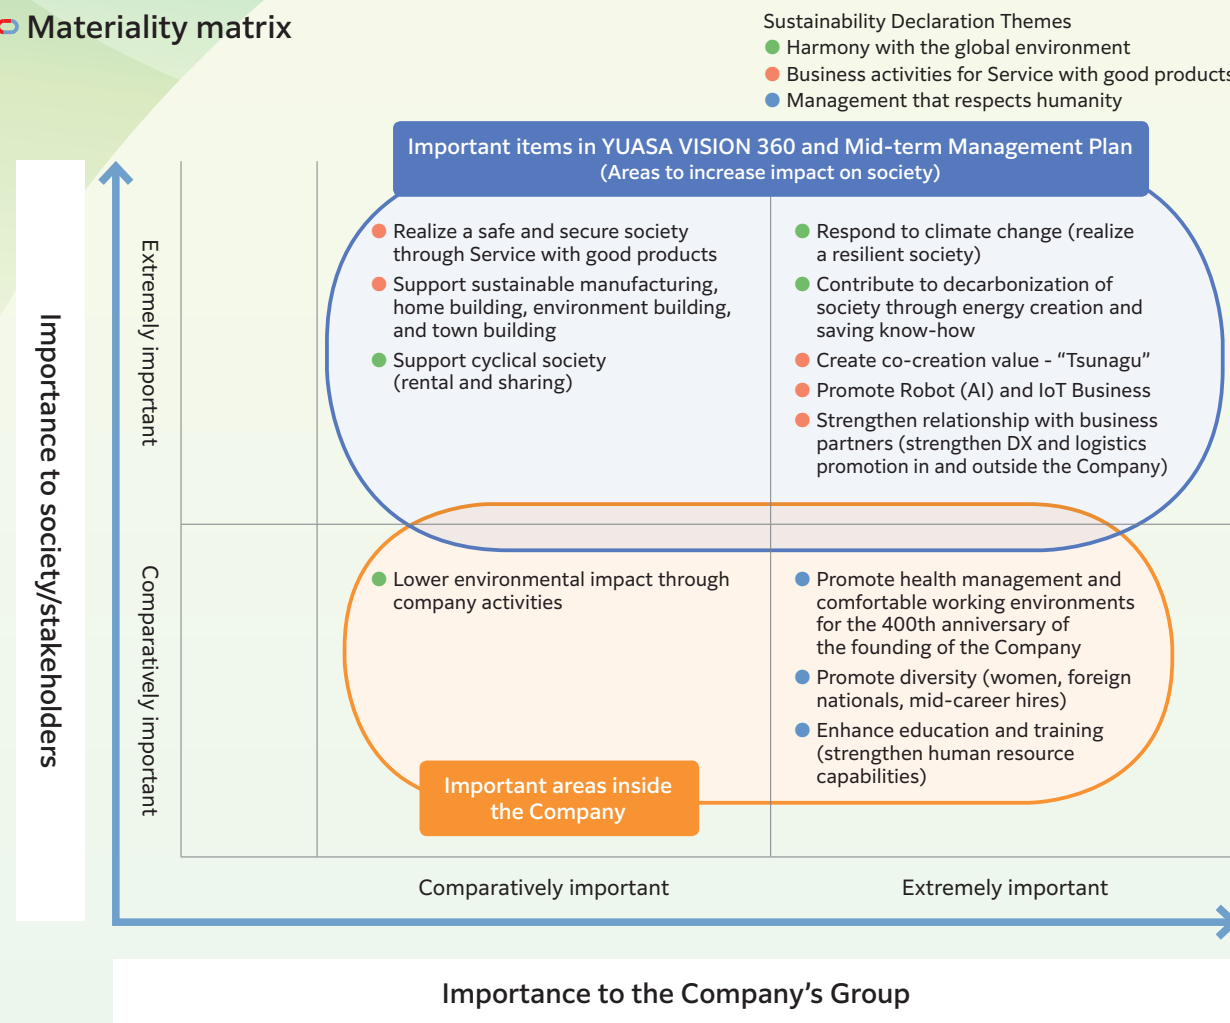 Materiality matrix
Sustainability Declaration Themes
Harmony with the global environment
Business activities for Service with good products
Management that respects humanity
Important items in YUASA VISION 360 and Mid-term Management Plan
(Areas to increase impact on society)
Importance to society/stakeholders
Extremely important
Realize a safe and secure society
through Service with good products
Support sustainable manufacturing,
home building, environment building,
and town building
Support cyclical society
(rental and sharing)
Respond to climate change (realize
a resilient society)
Contribute to decarbonization of
society through energy creation and
saving know-how
Create co-creation value - “Tsunagu”
Promote Robot (AI) and IoT Business
Strengthen relationship with business
partners (strengthen DX and logistics
promotion in and outside the Company)
Comparatively important
Lower environmental impact through
company activities
Promote health management and
comfortable working environments
for the 400th anniversary of
the founding of the Company
Promote diversity (women, foreign
nationals, mid-career hires)
Enhance education and training
(strengthen human resource
capabilities)
Important areas inside
the Company
Comparatively important
Extremely important
Importance to the Company’s Group